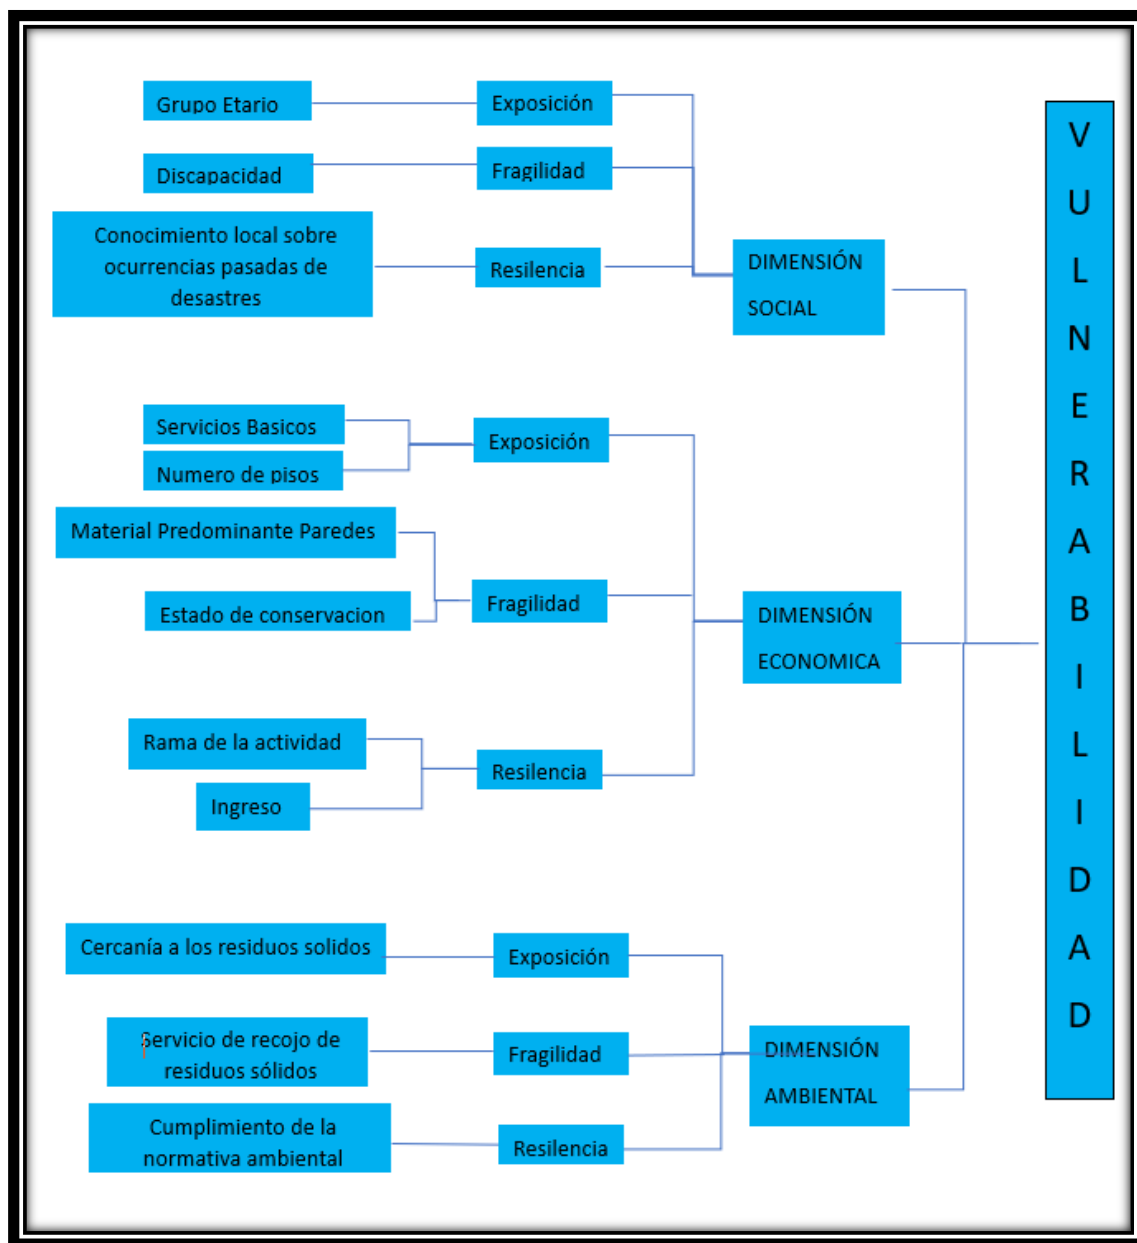 Grupo Etario
Exposición
Discapacidad
Fragilidad
Conocimiento local sobre
ocurrencias pasadas de
desastres
Resilencia
DIMENSIÓN
SOCIAL
Servicios Basicos
Numero de pisos
Exposición
Material Predominante Paredes
Estado de conservacion
Fragilidad
DIMENSIÓN
ECONOMICA
Rama de la actividad
Ingreso
Resilencia
Cercanía a los residuos solidos
Exposición
Servicio de recojo de
residuos sólidos
Fragilidad
DIMENSIÓN
AMBIENTAL
Cumplimiento de la
normativa ambiental
Resilencia
V
U
L
N
E
R
A
B
I
L
I
D
A
D